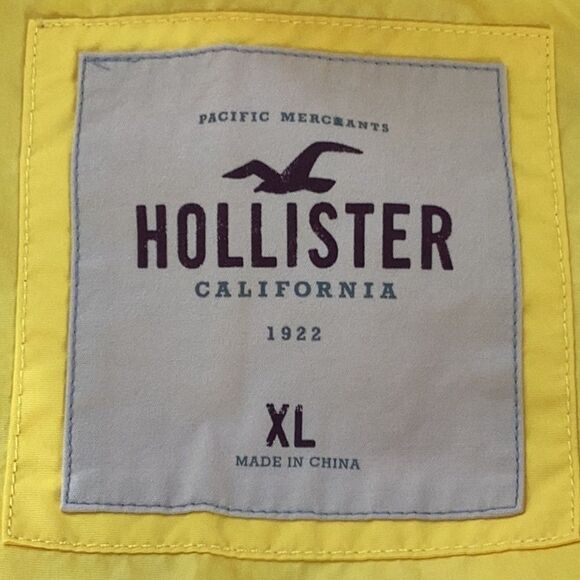 PACIFIC MERCHANTS
HOLLISTER
CALIFORNIA
1922
XL
MADE IN CHINA